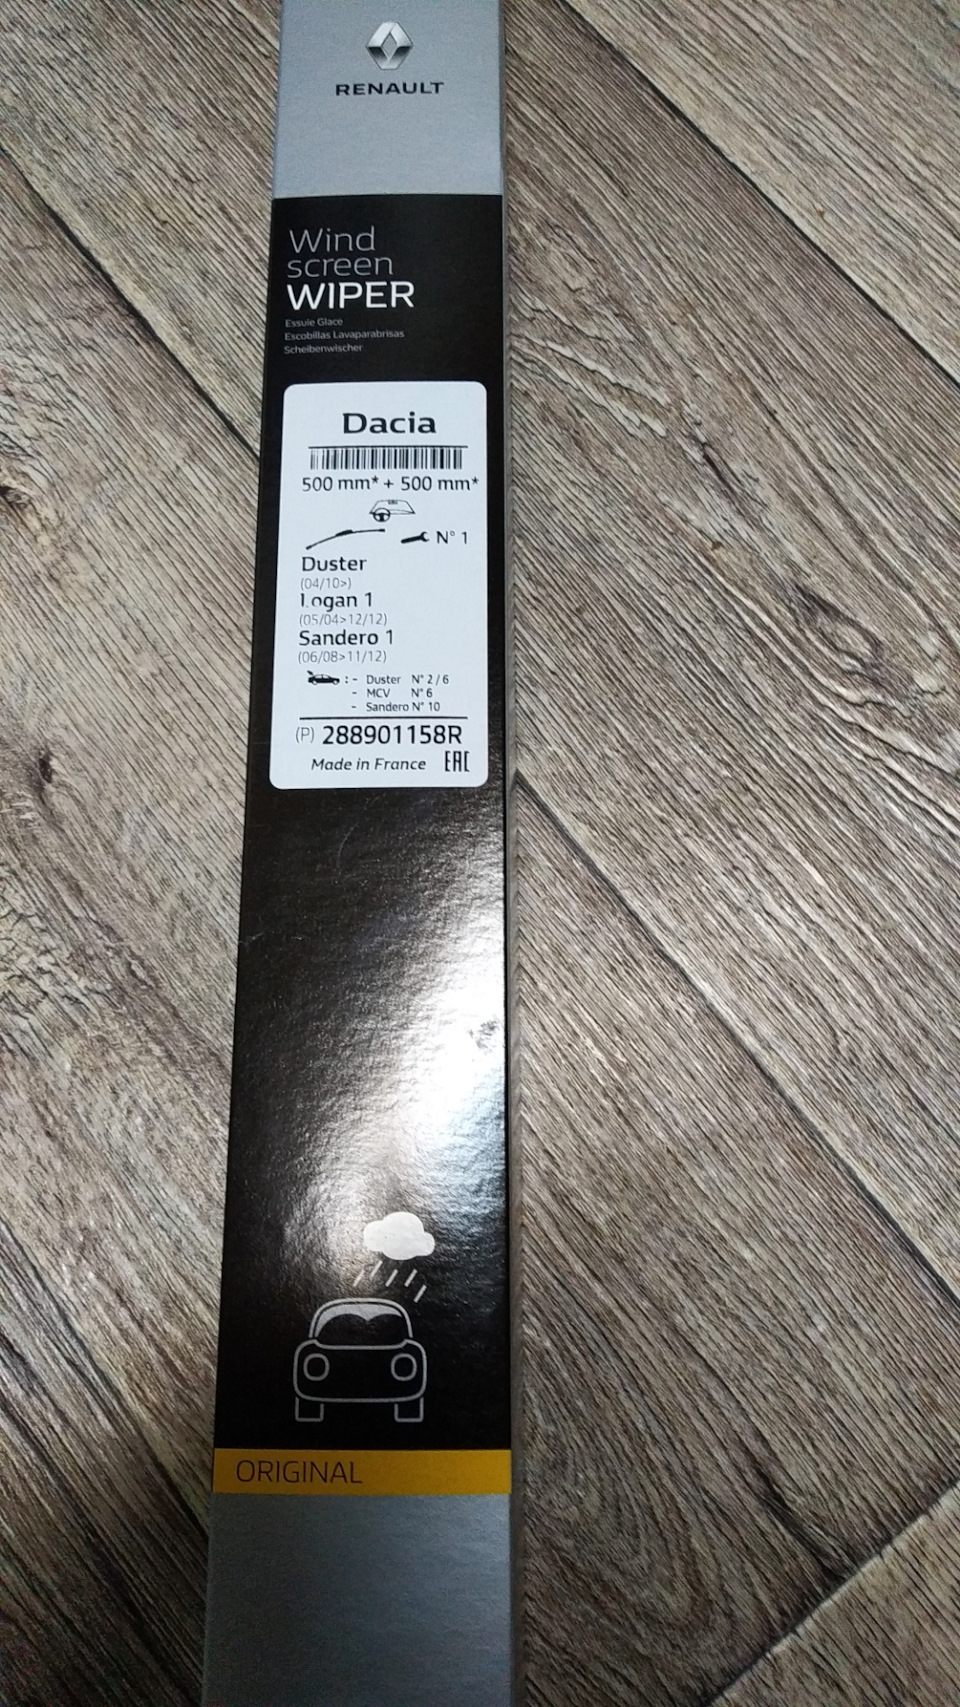 RENAULT
Wind
screen
WIPER
Essuie Glace
Escobillas Lavaparabrisas
Scheibenwischer
Dacia
500 mm* + 500 mm*
N° 1
Duster
(04/10>)
Logan 1
(05/04>12/12)
Sandero 1
(06/08>11/12)
: - Duster N° 2 / 6
- MCV N° 6
- Sandero N° 10
(P) 288901158R
Made in France EAC
ORIGINAL